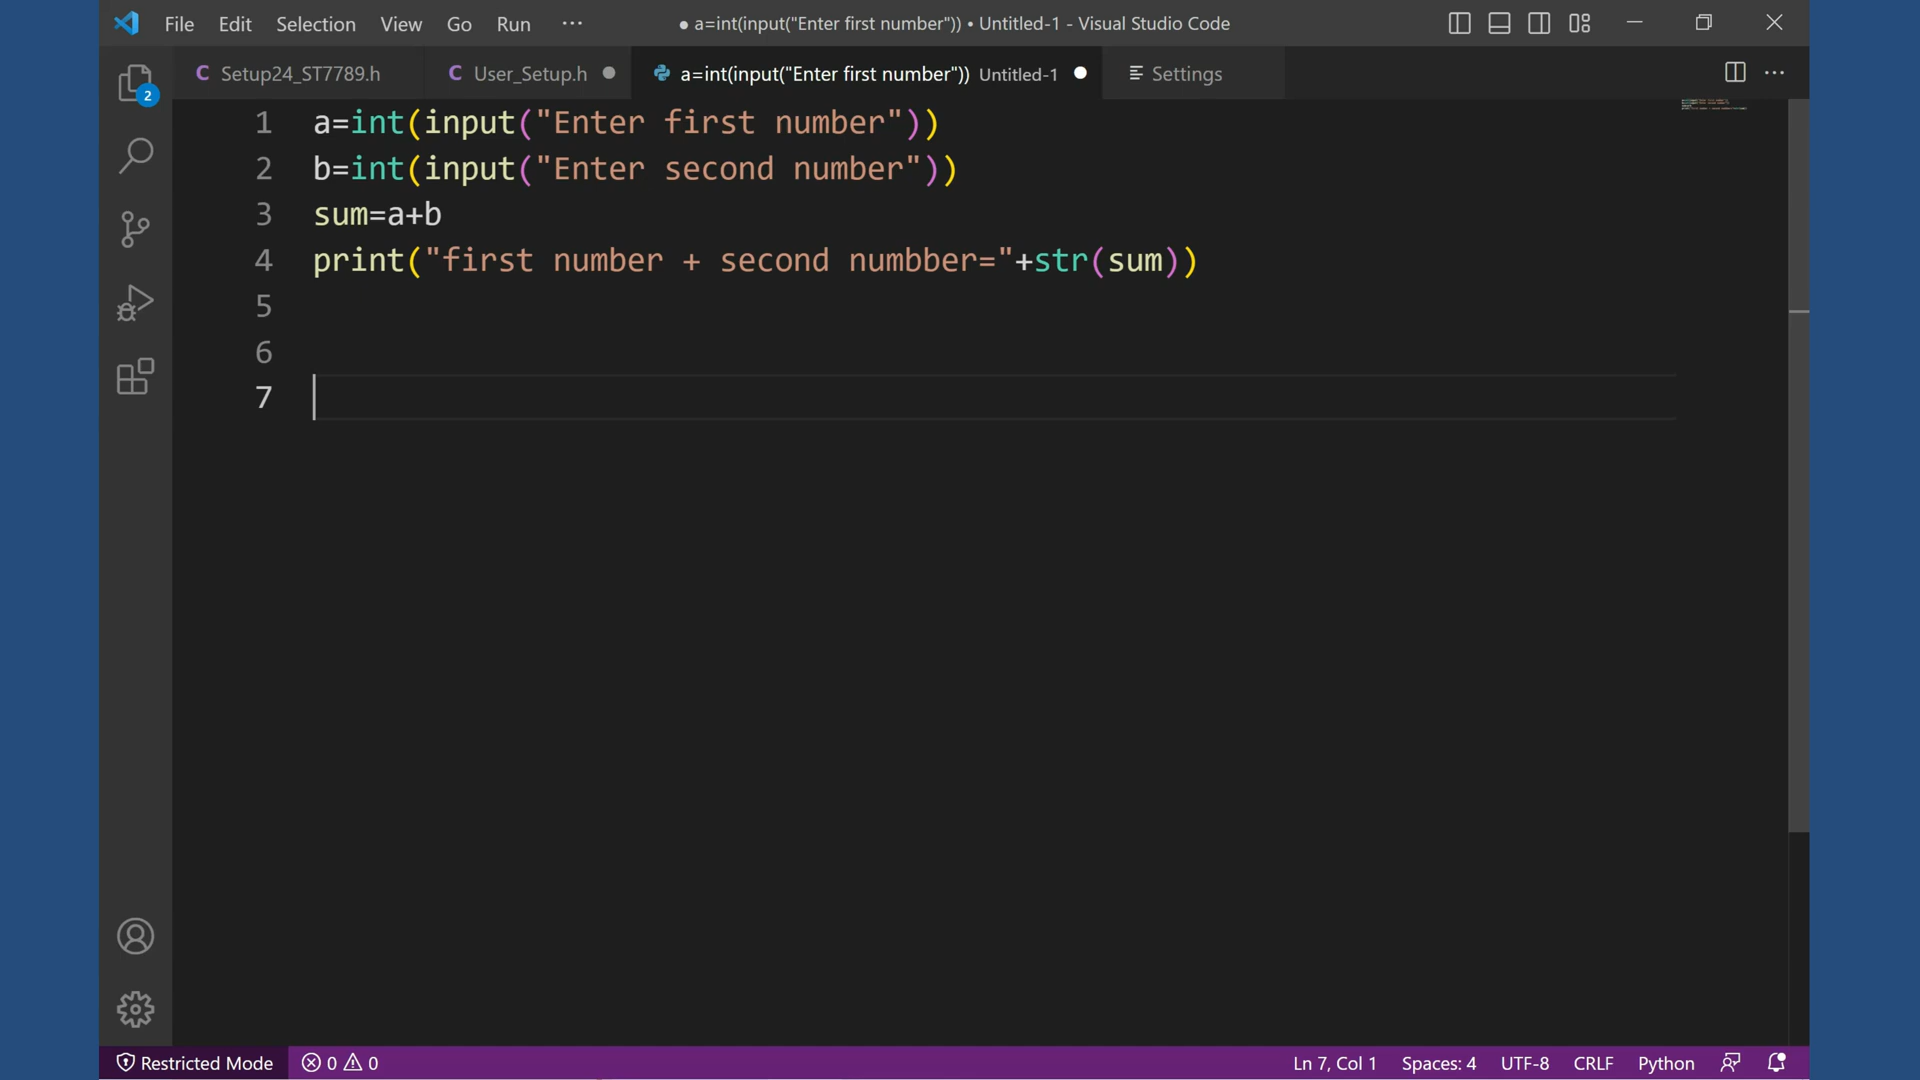 File Edit Selection View Go Run ··· ● a=int(input("Enter first number")) • Untitled-1 - Visual Studio Code
C Setup24_ST7789.h C User_Setup.h ● a=int(input("Enter first number")) Untitled-1 ● Settings ···
2
1 a=int(input("Enter first number"))
2 b=int(input("Enter second number"))
3 sum=a+b
4 print("first number + second numbber="+str(sum))
5
6
7
Restricted Mode 0 0 Ln 7, Col 1 Spaces: 4 UTF-8 CRLF Python